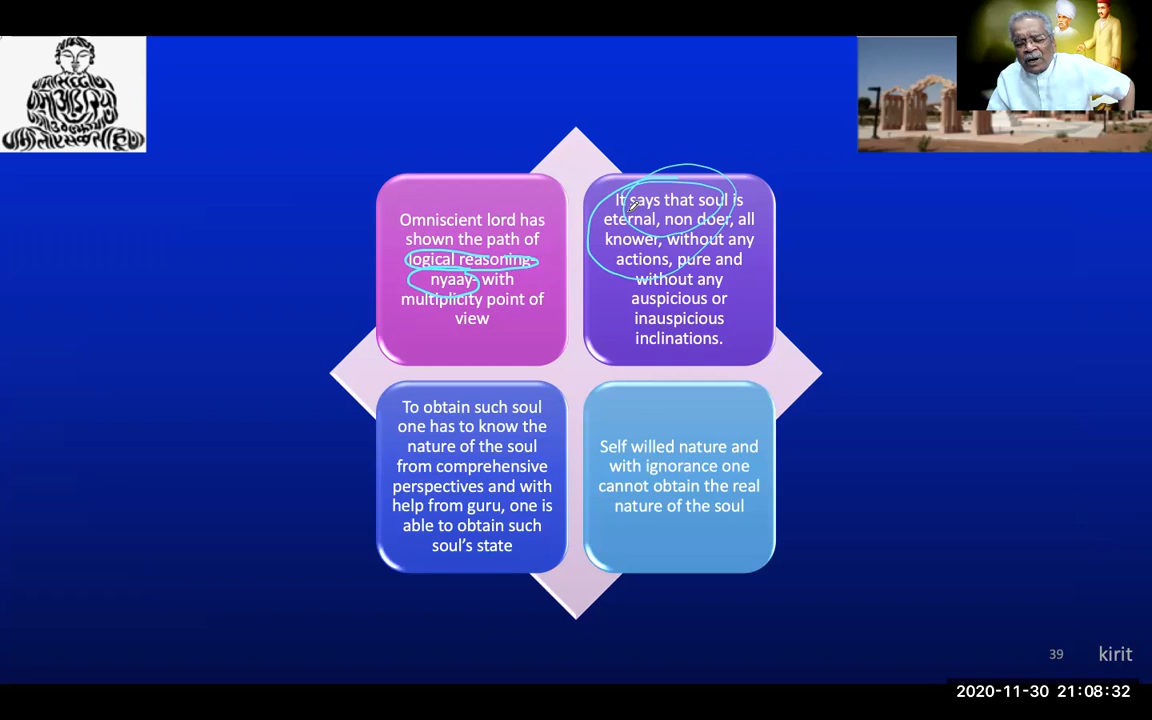 Omniscient lord has
shown the path of
logical reasoning-
nyaay- with
multiplicity point of
view
It says that soul is
eternal, non doer, all
knower, without any
actions, pure and
without any
auspicious or
inauspicious
inclinations.
To obtain such soul
one has to know the
nature of the soul
from comprehensive
perspectives and with
help from guru, one is
able to obtain such
soul's state
Self willed nature and
with ignorance one
cannot obtain the real
nature of the soul
39 kirit
2020-11-30 21:08:32